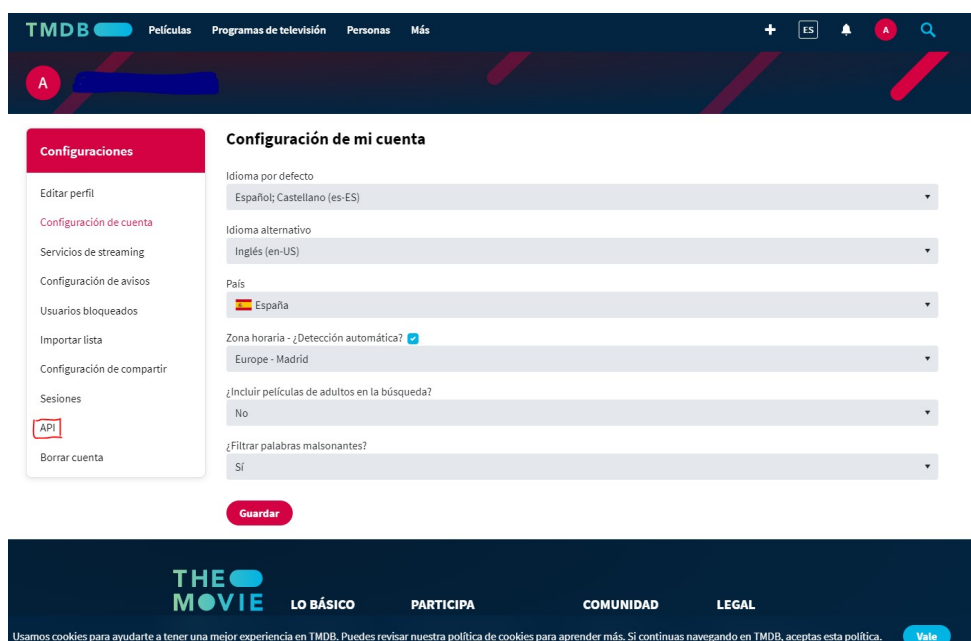 TMDB Películas Programas de televisión Personas Más ES A
A
Configuraciones
Editar perfil
Configuración de cuenta
Servicios de streaming
Configuración de avisos
Usuarios bloqueados
Importar lista
Configuración de compartir
Sesiones
API
Borrar cuenta
Configuración de mi cuenta
Idioma por defecto
Español; Castellano (es-ES)
Idioma alternativo
Inglés (en-US)
País
España
Zona horaria - ¿Detección automática?
Europe - Madrid
¿Incluir películas de adultos en la búsqueda?
No
¿Filtrar palabras malsonantes?
Sí
Guardar
THE
MOVIE
LO BÁSICO PARTICIPA COMUNIDAD LEGAL
Usamos cookies para ayudarte a tener una mejor experiencia en TMDB. Puedes revisar nuestra política de cookies para aprender más. Si continuas navegando en TMDB, aceptas esta política. Vale